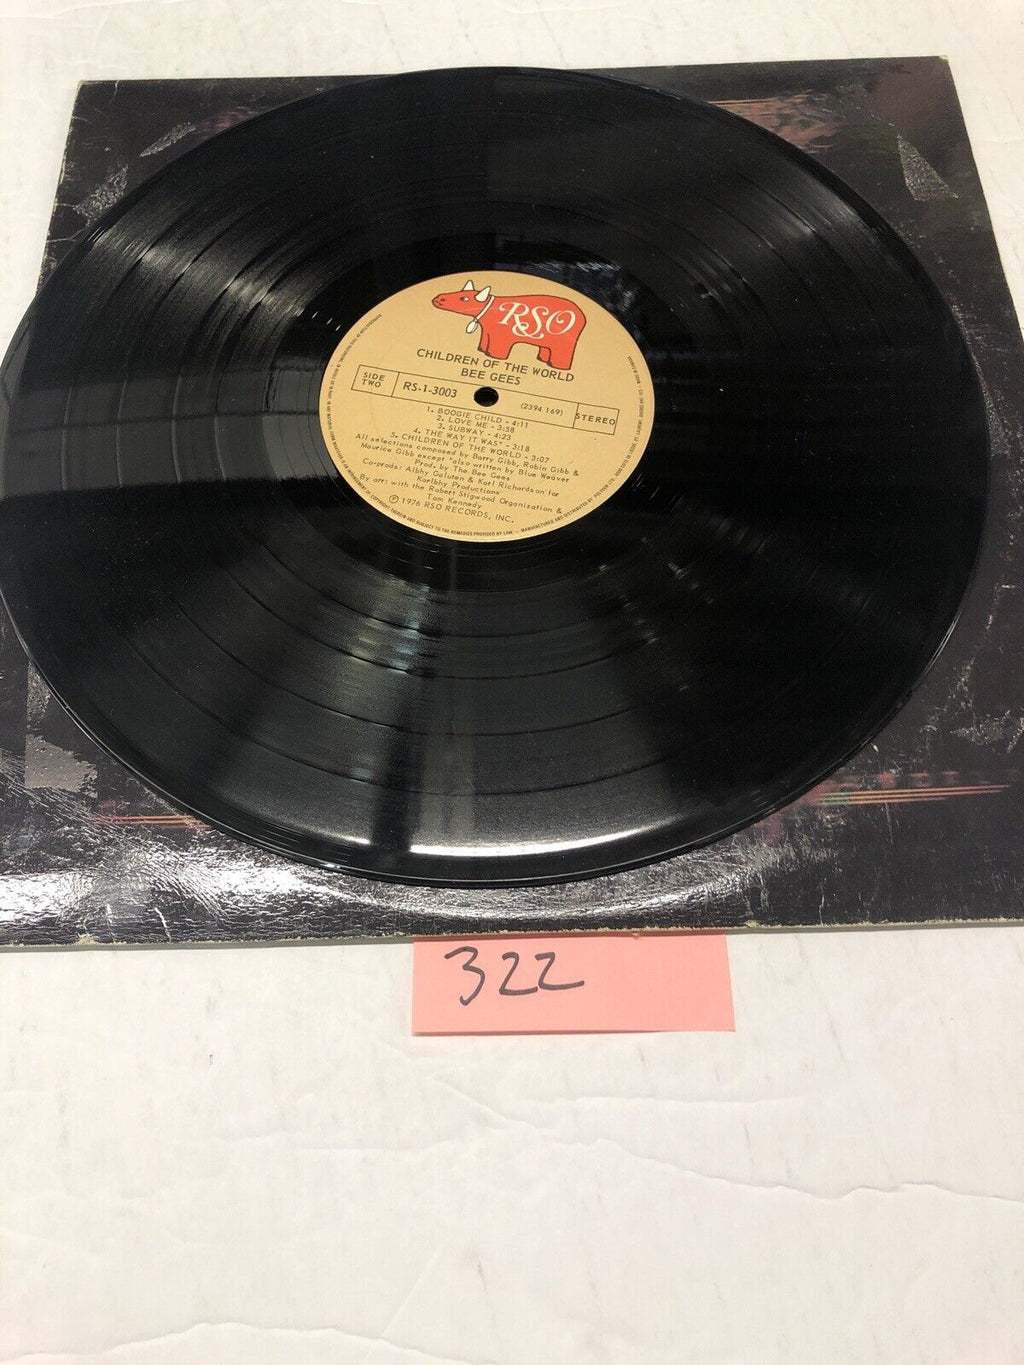 RSO
CHILDREN OF THE WORLD
BEE GEES
SIDE TWO
RS-1-3003
(2394 169)
STEREO
1. BOOGIE CHILD - 4:11
2. LOVE ME - 3:58
3. SUBWAY - 4:23
4. THE WAY IT WAS* - 3:18
5. CHILDREN OF THE WORLD - 3:07
All selections composed by Barry Gibb, Robin Gibb &
Maurice Gibb except *also written by Blue Weaver
Prod. by The Bee Gees
Co-prods: Albhy Galuten & Karl Richardson for
Karlbhy Productions
By arr: with the Robert Stigwood Organization &
Tom Kennedy
℗ 1976 RSO RECORDS, INC.
322